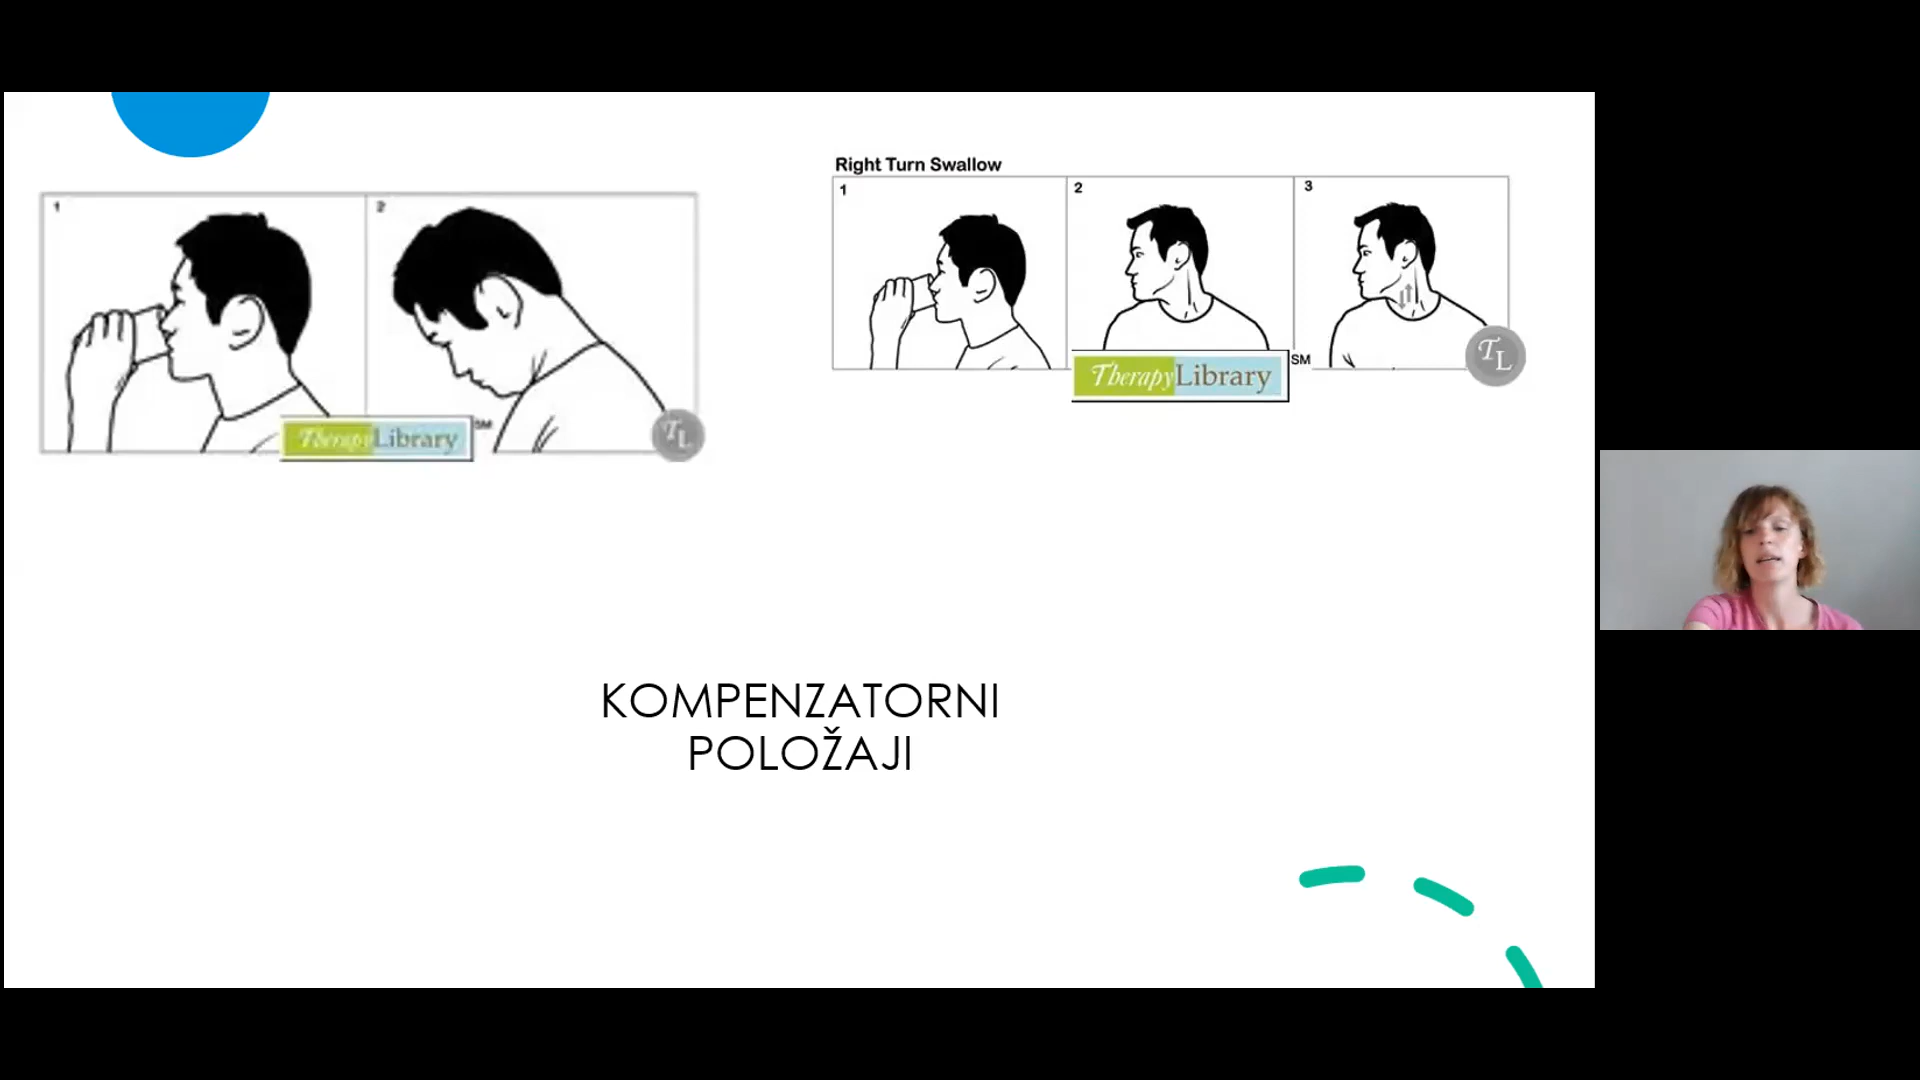 1
2
TherapyLibrary
SM
TL
Right Turn Swallow
1
2
3
TherapyLibrary
SM
TL
KOMPENZATORNI
POLOŽAJI